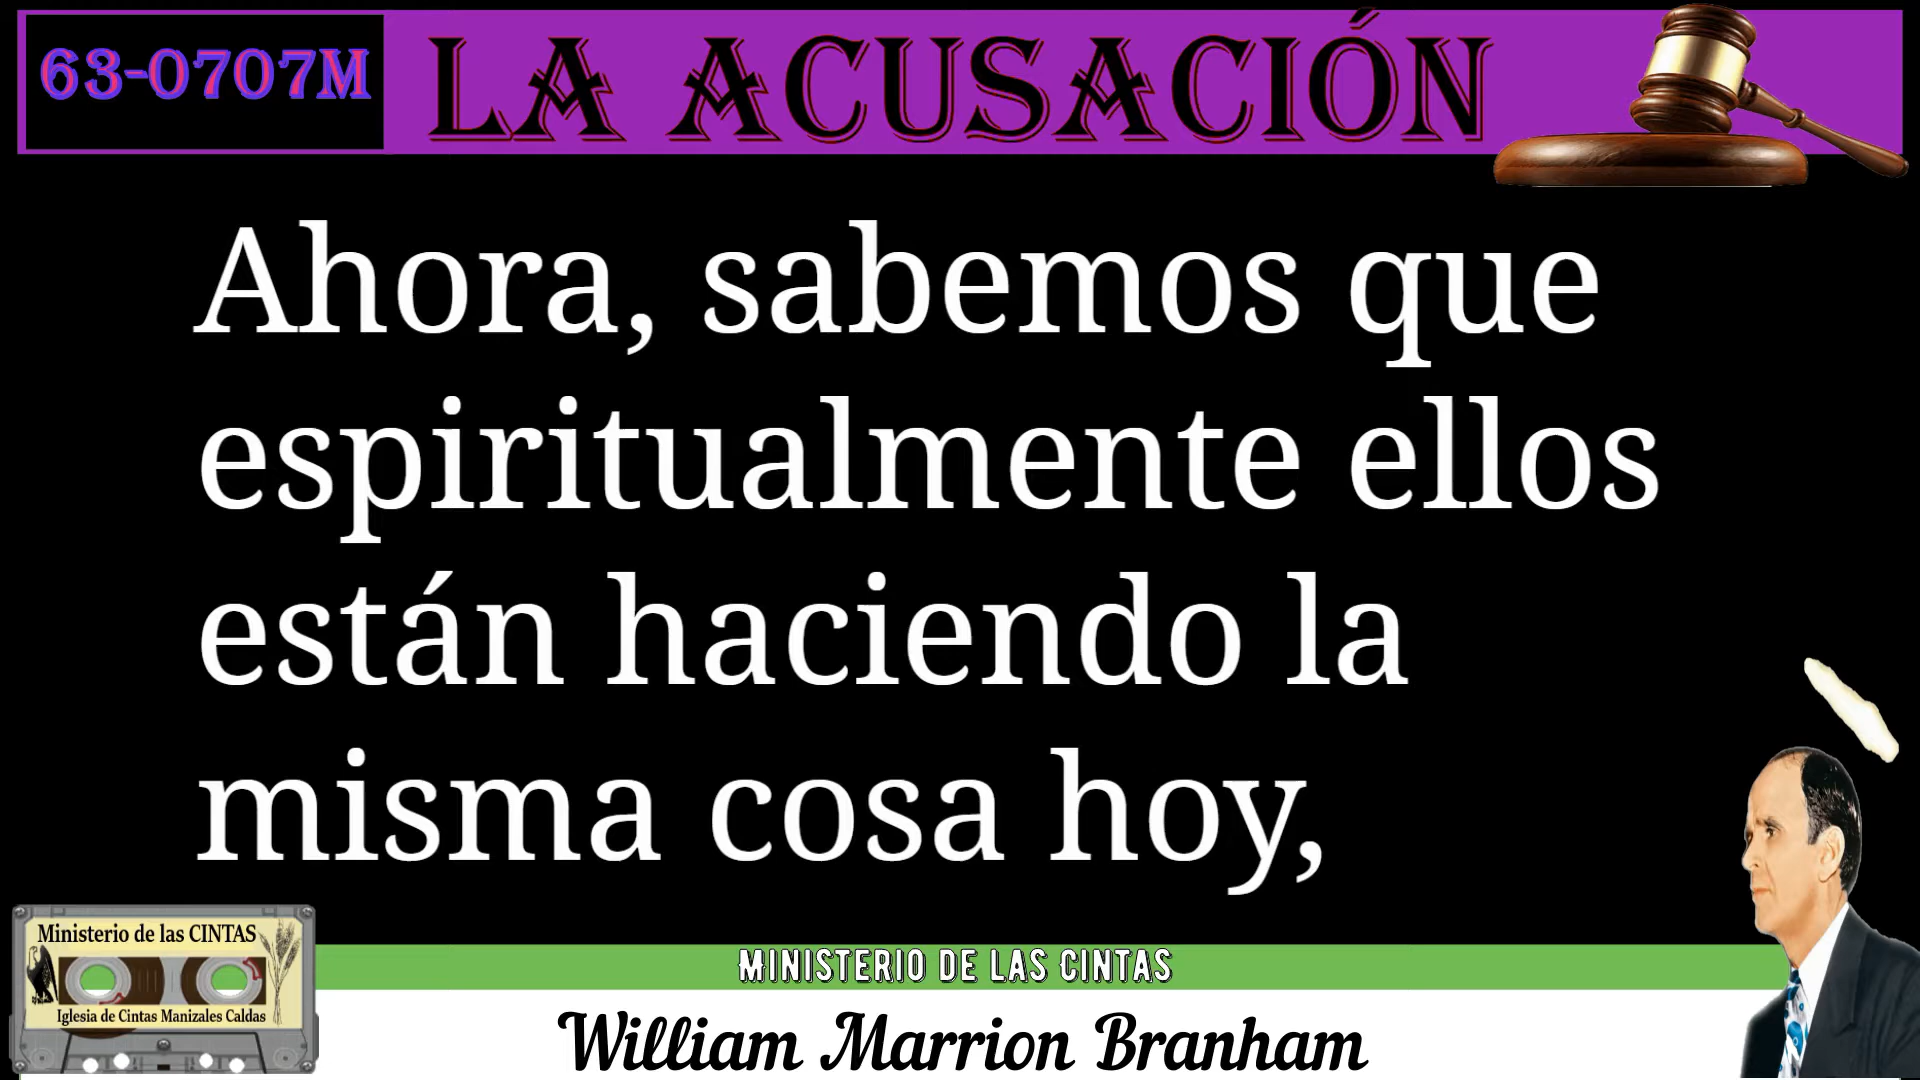 63-0707M
LA ACUSACIÓN
Ahora, sabemos que
espiritualmente ellos
están haciendo la
misma cosa hoy,
Ministerio de las CINTAS
Iglesia de Cintas Manizales Caldas
MINISTERIO DE LAS CINTAS
William Marrion Branham